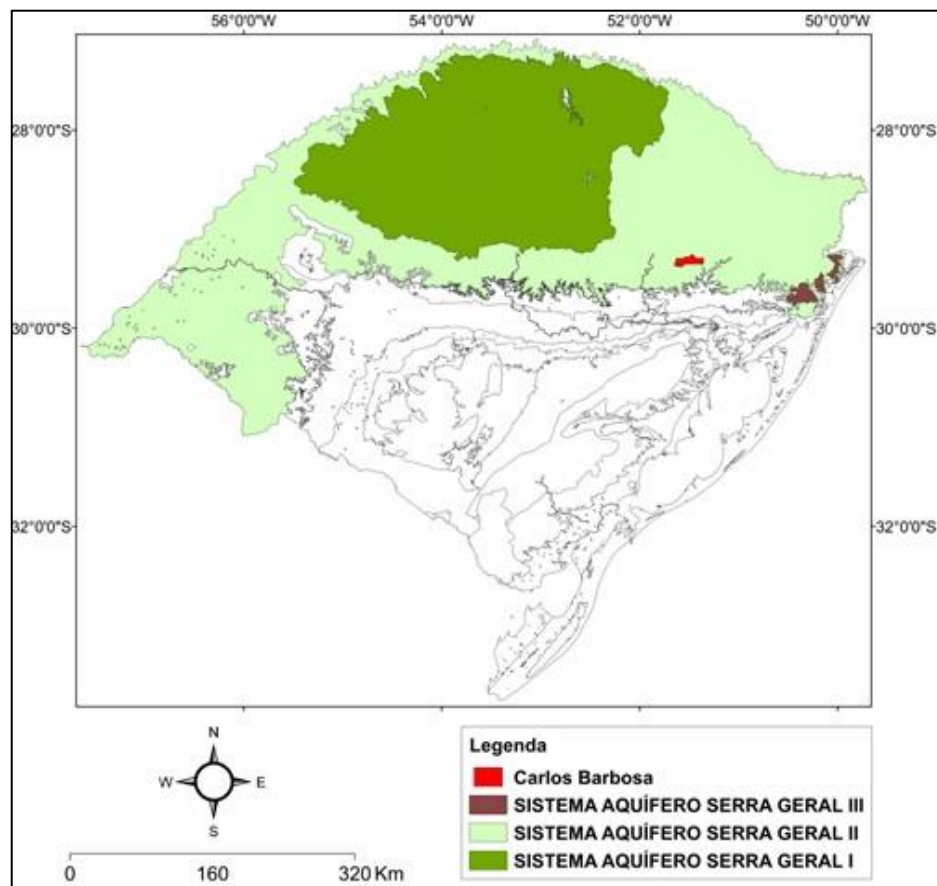 56°0'0"W 54°0'0"W 52°0'0"W 50°0'0"W
28°0'0"S 28°0'0"S
30°0'0"S 30°0'0"S
32°0'0"S 32°0'0"S
N
W E
S
0 160 320 Km
Legenda
Carlos Barbosa
SISTEMA AQUÍFERO SERRA GERAL III
SISTEMA AQUÍFERO SERRA GERAL II
SISTEMA AQUÍFERO SERRA GERAL I